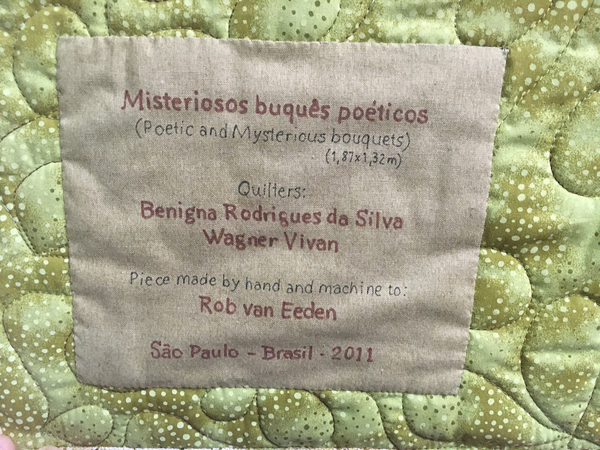 Misteriosos buquês poéticos
(Poetic and Mysterious bouquets)
(1,87x1,32m)
Quilters:
Benigna Rodrigues da Silva
Wagner Vivan
Piece made by hand and machine to:
Rob van Eeden
São Paulo - Brasil - 2011